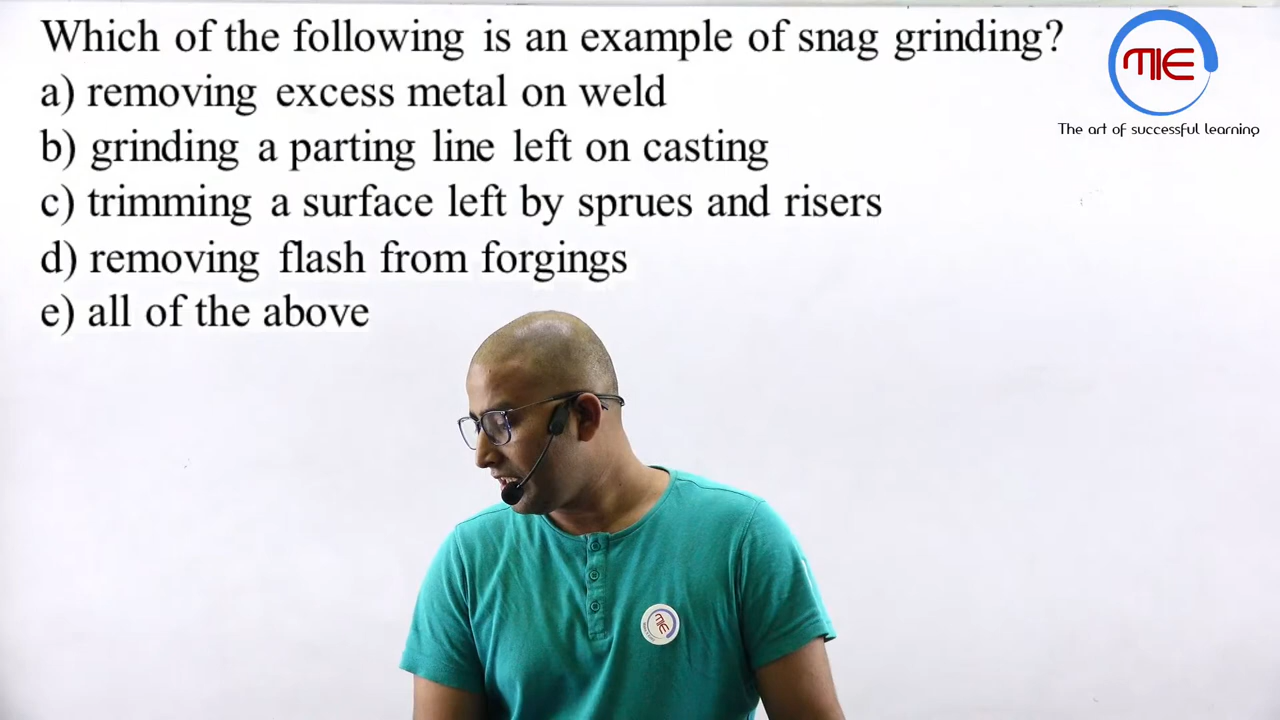 Which of the following is an example of snag grinding?
a) removing excess metal on weld
b) grinding a parting line left on casting
c) trimming a surface left by sprues and risers
d) removing flash from forgings
e) all of the above
MIE
The art of successful learning
MIE